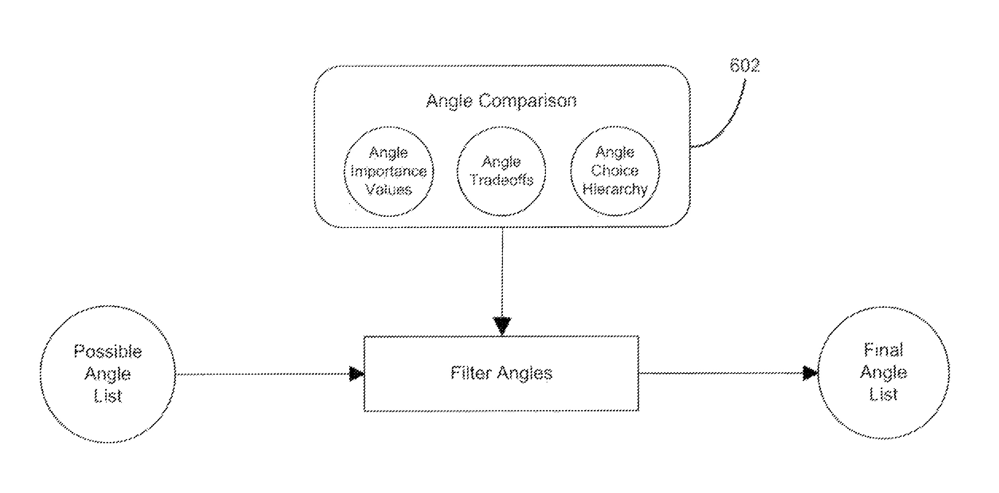 602
Angle Comparison
Angle
Importance
Values
Angle
Tradeoffs
Angle
Choice
Hierarchy
Possible
Angle
List
Filter Angles
Final
Angle
List